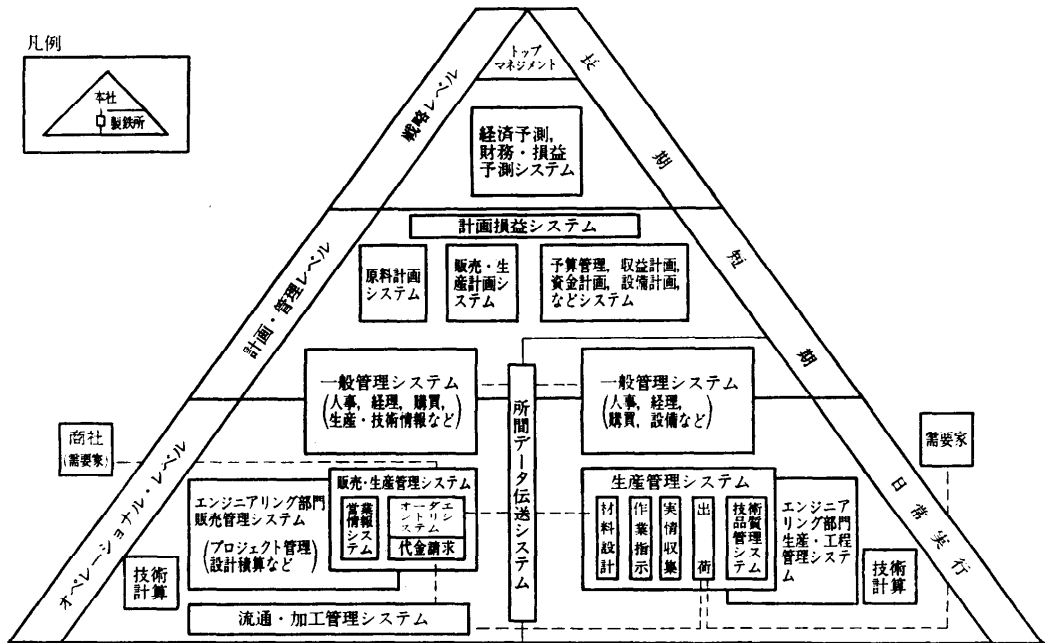 凡例
本社
製鉄所
トップ
マネジメント
戦略レベル
長期
経済予測,
財務・損益
予測システム
計画・管理レベル
短期
計画損益システム
原料計画
システム
販売・生
産計画シ
ステム
予算管理, 収益計画,
資金計画, 設備計画,
などシステム
一般管理システム
(人事, 経理, 購買,
生産・技術情報など)
所間データ伝送システム
一般管理システム
(人事, 経理,
購買, 設備など)
商社
(需要家)
需要家
オペレーショナル・レベル
日常実行
エンジニアリング部門
販売管理システム
(プロジェクト管理
設計積算など)
販売・生産管理システム
営業
情報
シス
テム
オーダ
エントリ
システム
代金請求
技術
計算
流通・加工管理システム
生産管理システム
材料設計
作業指示
実情収集
出荷
技術
品質
管理
システム
エンジニア
リング部門
生産・工程
管理システ
ム
技術
計算